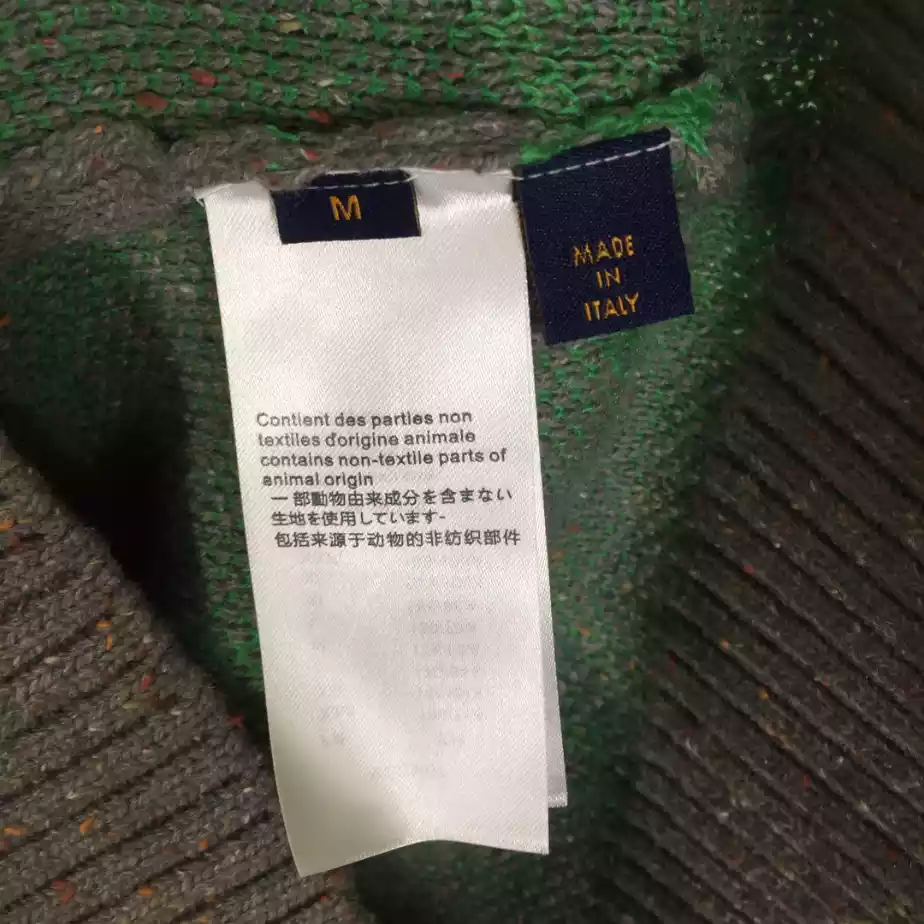 M
MADE
IN
ITALY
Contient des parties non
textiles d'origine animale
contains non-textile parts of
animal origin
一部動物由来成分を含まない
生地を使用しています-
包括来源于动物的非纺织部件